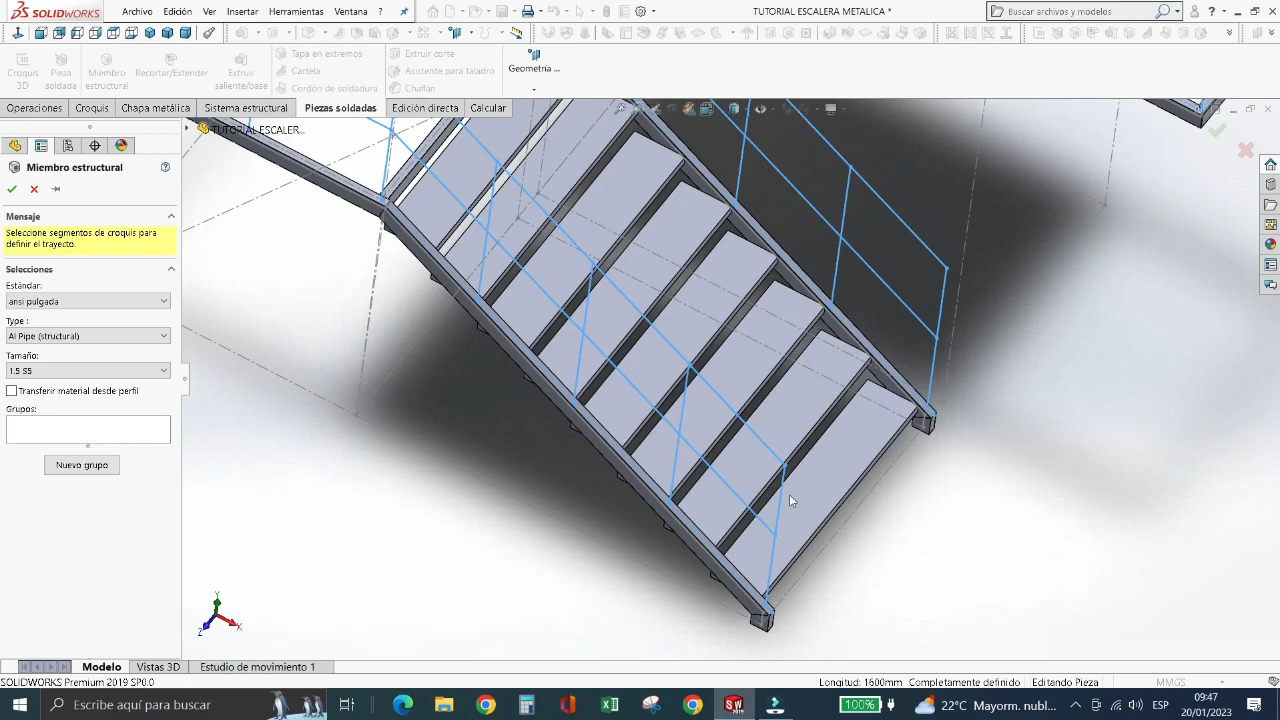 SOLIDWORKS
Archivo Edición Ver Insertar Herramientas Ventana ?
TUTORIAL ESCALERA METALICA *
Buscar archivos y modelos
Croquis 3D
Pieza soldada
Miembro estructural
Recortar/Extender
Extruir saliente/base
Tapa en extremos
Cartela
Cordón de soldadura
Extruir corte
Asistente para taladro
Chaflán
Geometría ...
Operaciones Croquis Chapa metálica Sistema estructural Piezas soldadas Edición directa Calcular
TUTORIAL ESCALER...
Miembro estructural
Mensaje
Seleccione segmentos de croquis para
definir el trayecto.
Selecciones
Estándar:
ansi pulgada
Type :
Al Pipe (structural)
Tamaño:
1.5 S5
Transferir material desde perfil
Grupos:
Nuevo grupo
Y
Z X
Modelo Vistas 3D Estudio de movimiento 1
SOLIDWORKS Premium 2019 SP0.0
Longitud: 1600mm Completamente definido Editando Pieza MMGS
Escribe aquí para buscar
100%
22°C Mayorm. nubl...
ESP
09:47
20/01/2023